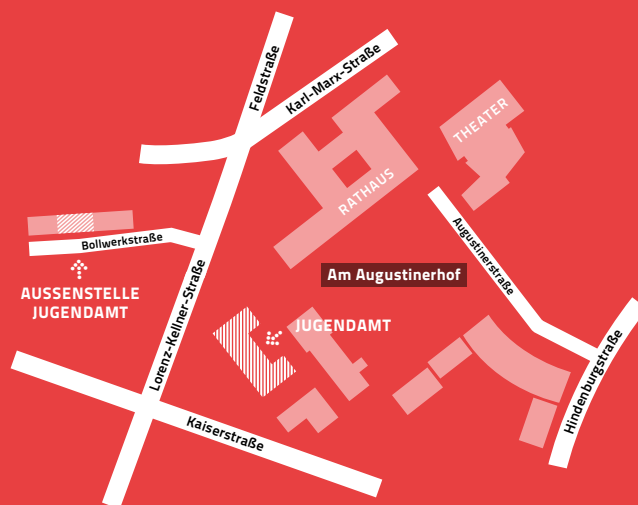 Feldstraße
Karl-Marx-Straße
THEATER
RATHAUS
Bollwerkstraße
Augustinerstraße
Am Augustinerhof
AUSSENSTELLE
JUGENDAMT
Lorenz-Kellner-Straße
JUGENDAMT
Hindenburgstraße
Kaiserstraße